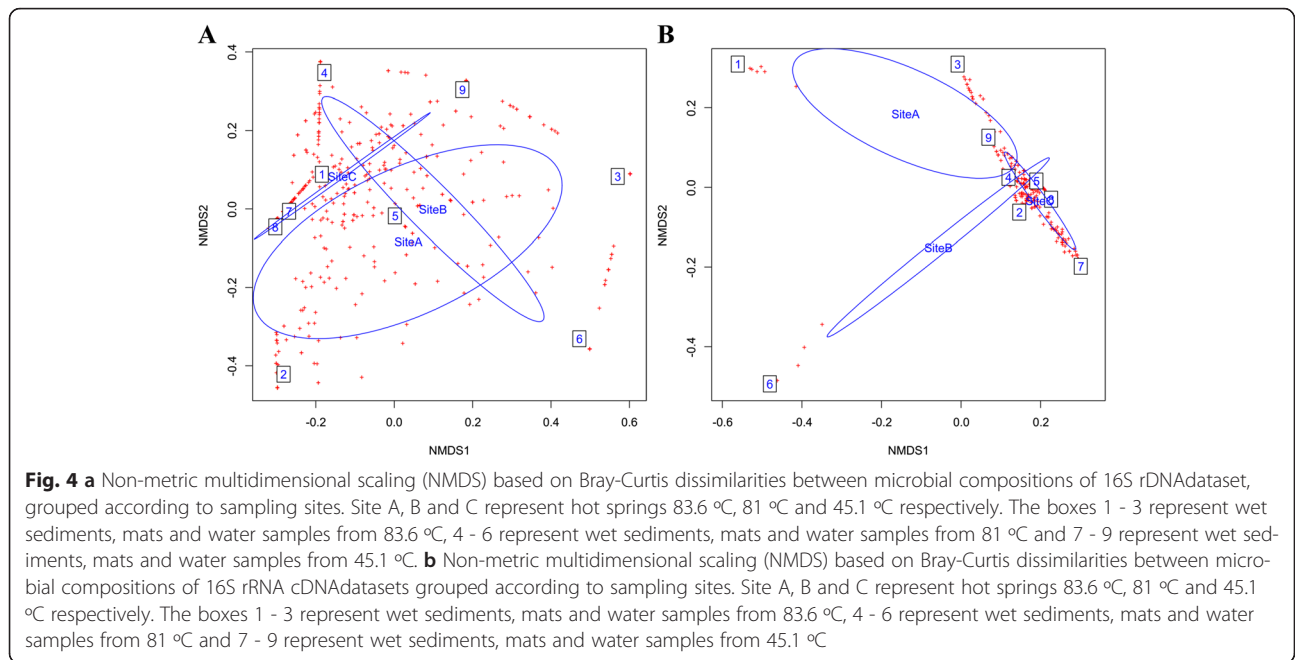 A
B
0.4
0.2
0.0
-0.2
-0.4
NMDS2
-0.2
0.0
0.2
0.4
0.6
NMDS1
4
9
1
SiteC
3
7
8
5
SiteB
SiteA
6
2
0.2
0.0
-0.2
-0.4
NMDS2
-0.6
-0.4
-0.2
0.0
0.2
NMDS1
1
3
SiteA
9
4
5
2
SiteB
7
6
Fig. 4 a Non-metric multidimensional scaling (NMDS) based on Bray-Curtis dissimilarities between microbial compositions of 16S rDNAdataset,
grouped according to sampling sites. Site A, B and C represent hot springs 83.6 ºC, 81 ºC and 45.1 ºC respectively. The boxes 1 - 3 represent wet
sediments, mats and water samples from 83.6 ºC, 4 - 6 represent wet sediments, mats and water samples from 81 ºC and 7 - 9 represent wet sed-
iments, mats and water samples from 45.1 ºC. b Non-metric multidimensional scaling (NMDS) based on Bray-Curtis dissimilarities between micro-
bial compositions of 16S rRNA cDNAdatasets grouped according to sampling sites. Site A, B and C represent hot springs 83.6 ºC, 81 ºC and 45.1
ºC respectively. The boxes 1 - 3 represent wet sediments, mats and water samples from 83.6 ºC, 4 - 6 represent wet sediments, mats and water
samples from 81 ºC and 7 - 9 represent wet sediments, mats and water samples from 45.1 ºC